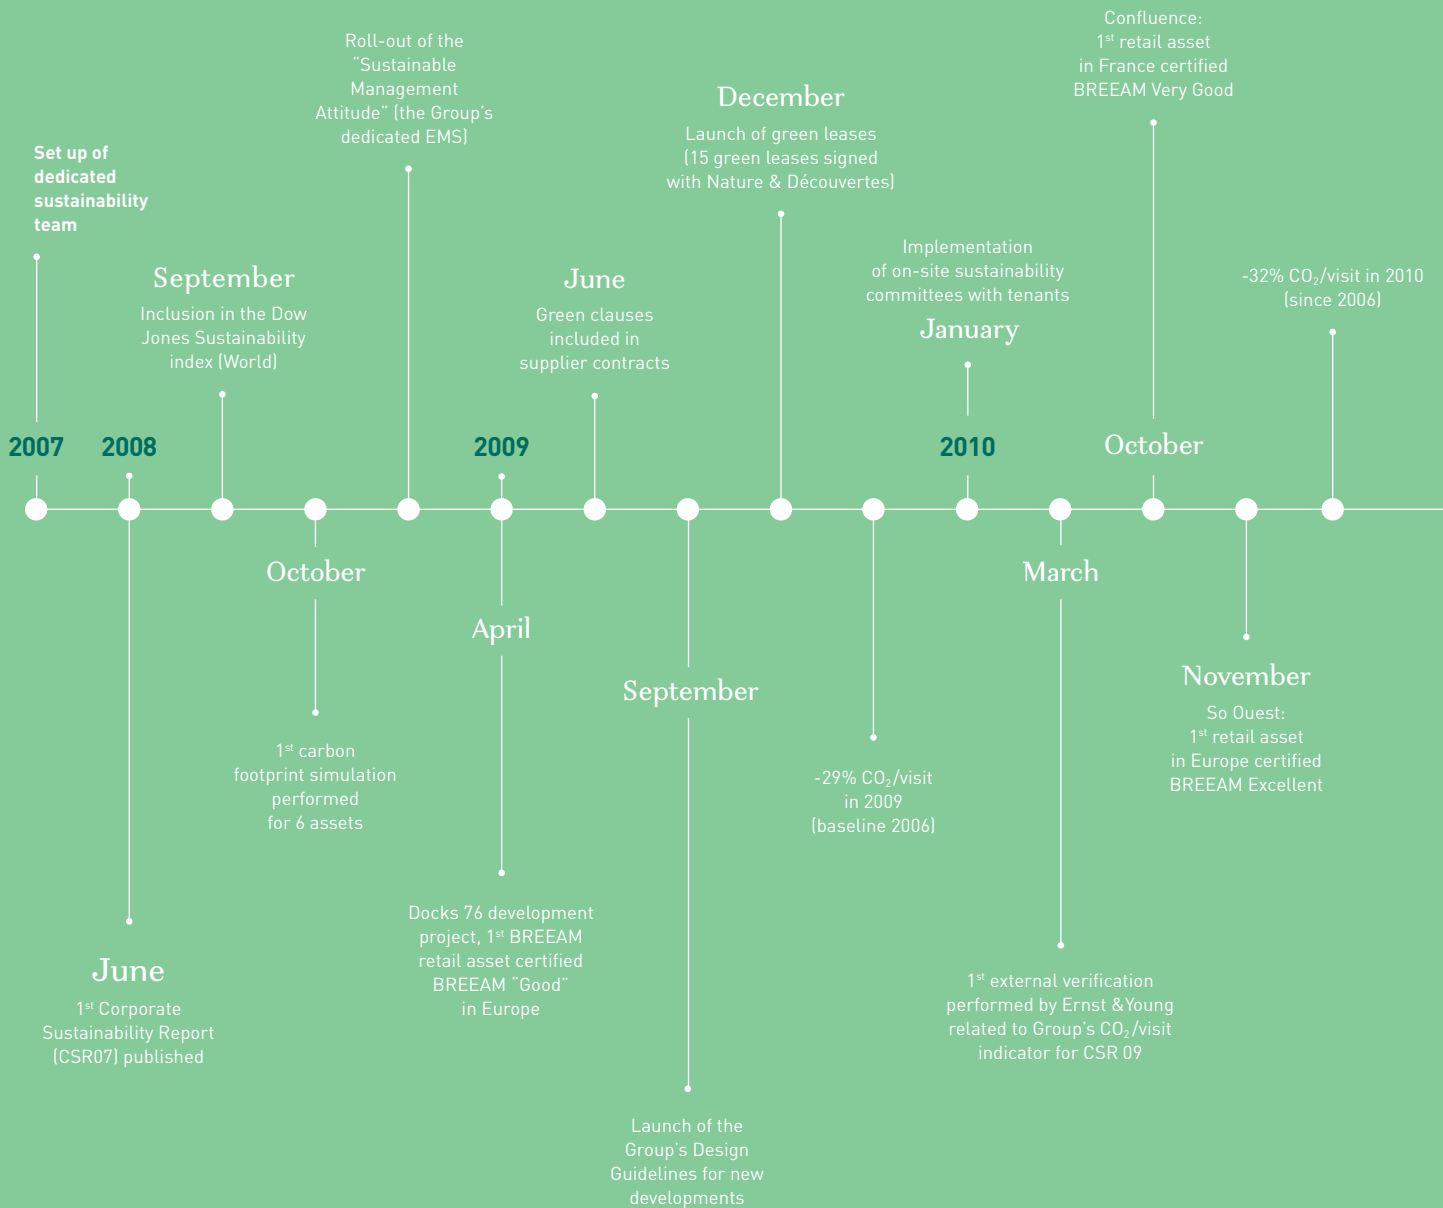 Set up of
dedicated
sustainability
team
2007
2008
June
1st Corporate
Sustainability Report
(CSR07) published
September
Inclusion in the Dow
Jones Sustainability
index (World)
October
1st carbon
footprint simulation
performed
for 6 assets
Roll-out of the
"Sustainable
Management
Attitude" (the Group's
dedicated EMS)
2009
April
Docks 76 development
project, 1st BREEAM
retail asset certified
BREEAM "Good"
in Europe
June
Green clauses
included in
supplier contracts
September
Launch of the
Group's Design
Guidelines for new
developments
December
Launch of green leases
(15 green leases signed
with Nature & Découvertes)
-29% CO2/visit
in 2009
(baseline 2006)
Implementation
of on-site sustainability
committees with tenants
January
2010
March
1st external verification
performed by Ernst &Young
related to Group's CO2/visit
indicator for CSR 09
Confluence:
1st retail asset
in France certified
BREEAM Very Good
October
November
So Ouest:
1st retail asset
in Europe certified
BREEAM Excellent
-32% CO2/visit in 2010
(since 2006)